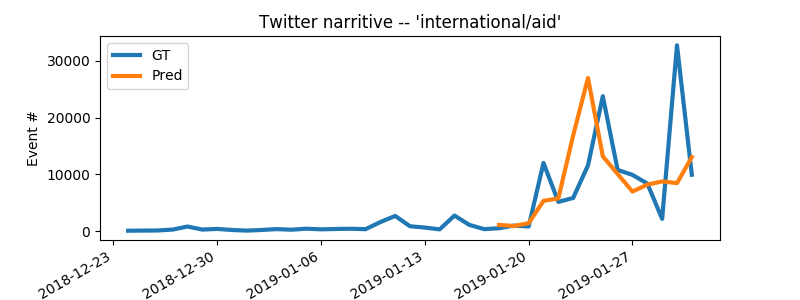 Twitter narritive -- 'international/aid'
GT
Pred
Event #
30000
20000
10000
0
2018-12-23
2018-12-30
2019-01-06
2019-01-13
2019-01-20
2019-01-27